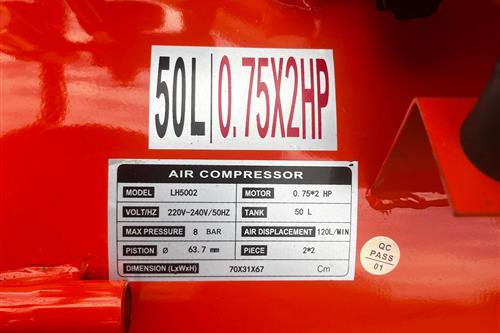 50L 0.75X2HP
AIR COMPRESSOR
MODEL LH5002 MOTOR 0.75*2 HP
VOLT/HZ 220V-240V/50HZ TANK 50 L
MAX PRESSURE 8 BAR AIR DISPLACEMENT 120L/MIN
PISTION Ø 63.7 mm PIECE 2*2
DIMENSION (LxWxH) 70X31X67 Cm
QC
PASS
01